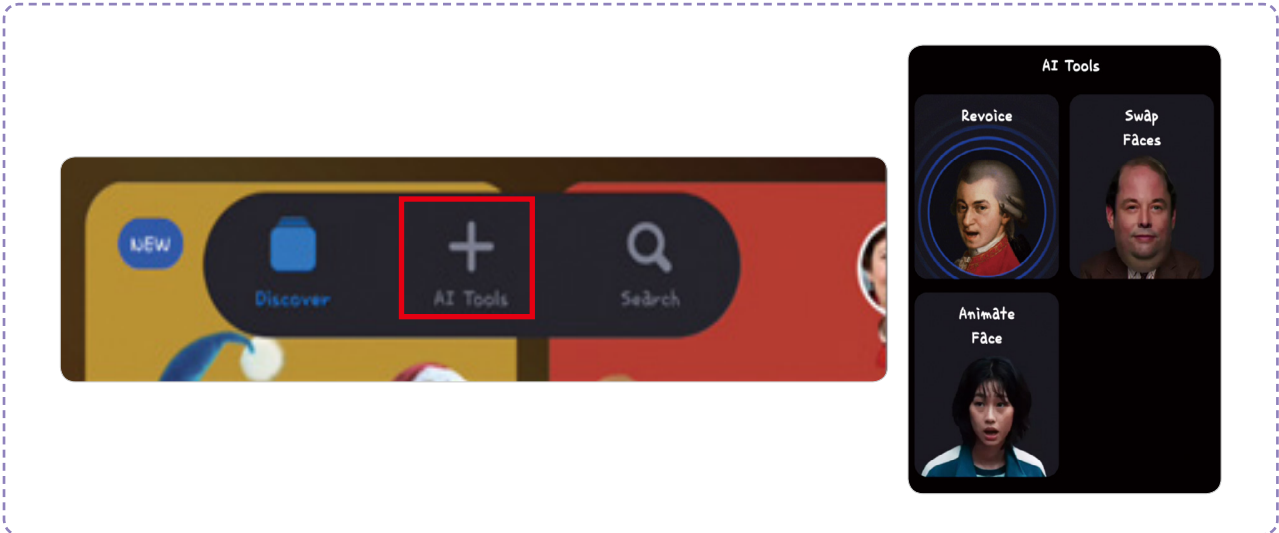 NEW
Discover
AI Tools
Search
AI Tools
Revoice
Swap
Faces
Animate
Face